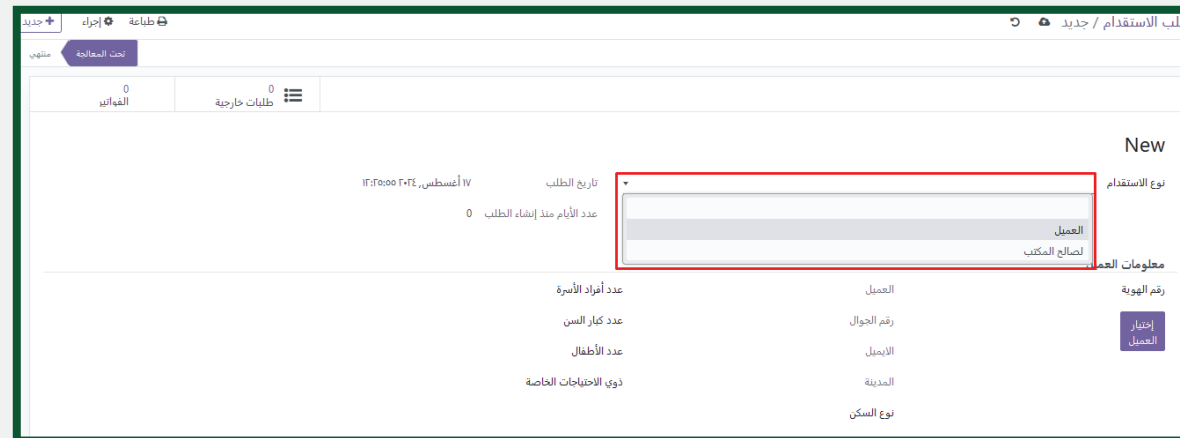 لب الاستقدام / جديد
طباعة
إجراء
جديد
تحت المعالجة
منتهي
0
طلبات خارجية
0
الفواتير
New
نوع الاستقدام
تاريخ الطلب
١٧ أغسطس, ٢٠٢٤ ١٢:٢٥:٥٥
العميل
لصالح المكتب
عدد الأيام منذ إنشاء الطلب
0
معلومات العميل
رقم الهوية
العميل
عدد أفراد الأسرة
إختيار
العميل
رقم الجوال
عدد كبار السن
الايميل
عدد الأطفال
المدينة
ذوي الاحتياجات الخاصة
نوع السكن